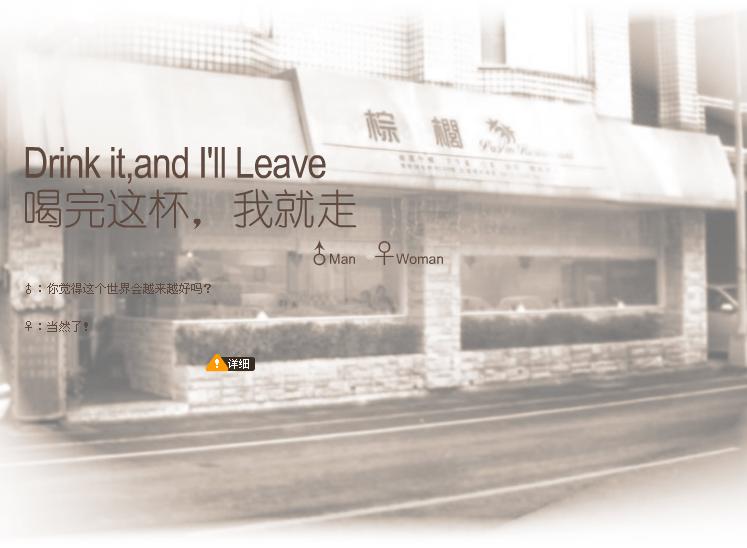 棕櫚
Drink it,and I'll Leave
喝完这杯，我就走
♂Man ♀Woman
♂：你觉得这个世界会越来越好吗？
♀：当然了！
详细